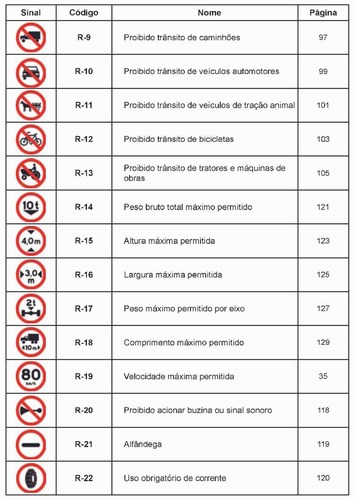 Sinal Código Nome Página
R-9 Proibido trânsito de caminhões 97
R-10 Proibido trânsito de veículos automotores 99
R-11 Proibido trânsito de veículos de tração animal 101
R-12 Proibido trânsito de bicicletas 103
R-13 Proibido trânsito de tratores e máquinas de
obras 105
10t R-14 Peso bruto total máximo permitido 121
4,0m R-15 Altura máxima permitida 123
3,0
m R-16 Largura máxima permitida 125
2t R-17 Peso máximo permitido por eixo 127
10m R-18 Comprimento máximo permitido 129
80
km/h R-19 Velocidade máxima permitida 35
R-20 Proibido acionar buzina ou sinal sonoro 118
R-21 Alfândega 119
R-22 Uso obrigatório de corrente 120